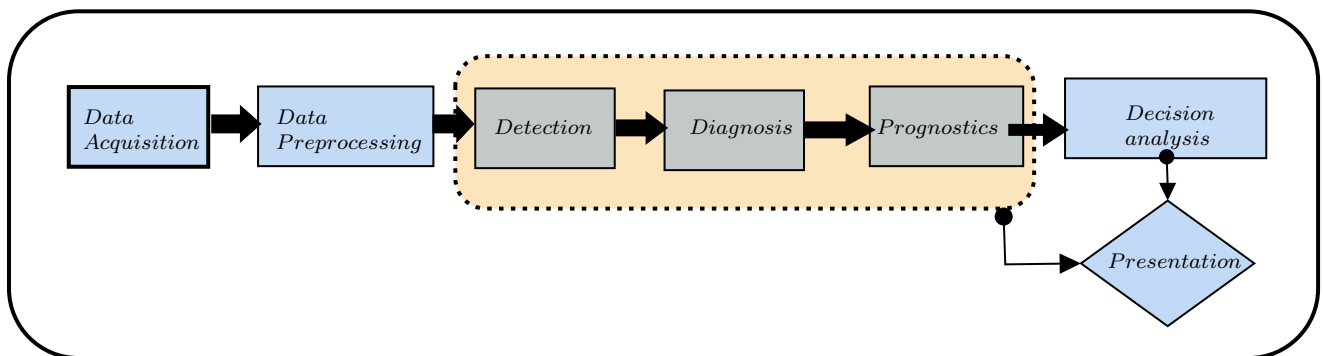 Data
Acquisition
Data
Preprocessing
Detection
Diagnosis
Prognostics
Decision
analysis
Presentation